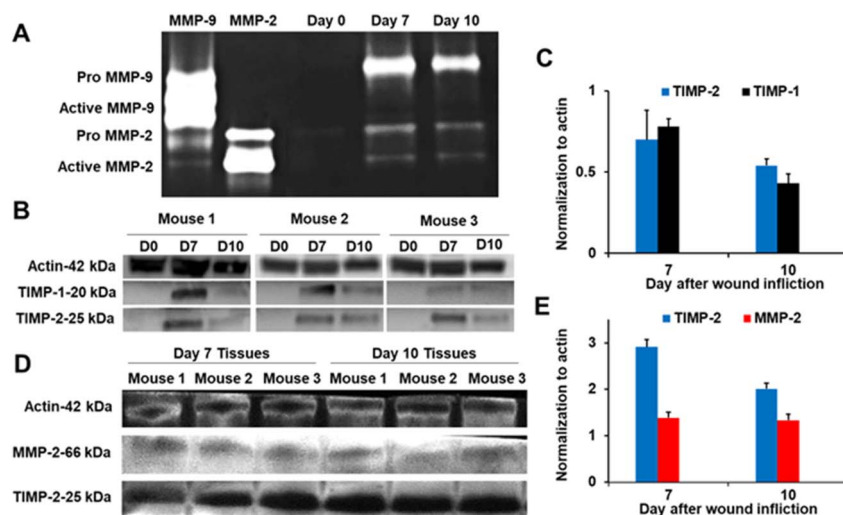 A
MMP-9 MMP-2 Day 0 Day 7 Day 10
Pro MMP-9
Active MMP-9
Pro MMP-2
Active MMP-2
B
Mouse 1 Mouse 2 Mouse 3
D0 D7 D10 D0 D7 D10 D0 D7 D10
Actin-42 kDa
TIMP-1-20 kDa
TIMP-2-25 kDa
D
Day 7 Tissues Day 10 Tissues
Mouse 1 Mouse 2 Mouse 3 Mouse 1 Mouse 2 Mouse 3
Actin-42 kDa
MMP-2-66 kDa
TIMP-2-25 kDa
C
TIMP-2 TIMP-1
Normalization to actin
1
0.5
0
7 10
Day after wound infliction
E
TIMP-2 MMP-2
Normalization to actin
3
2
1
0
7 10
Day after wound infliction